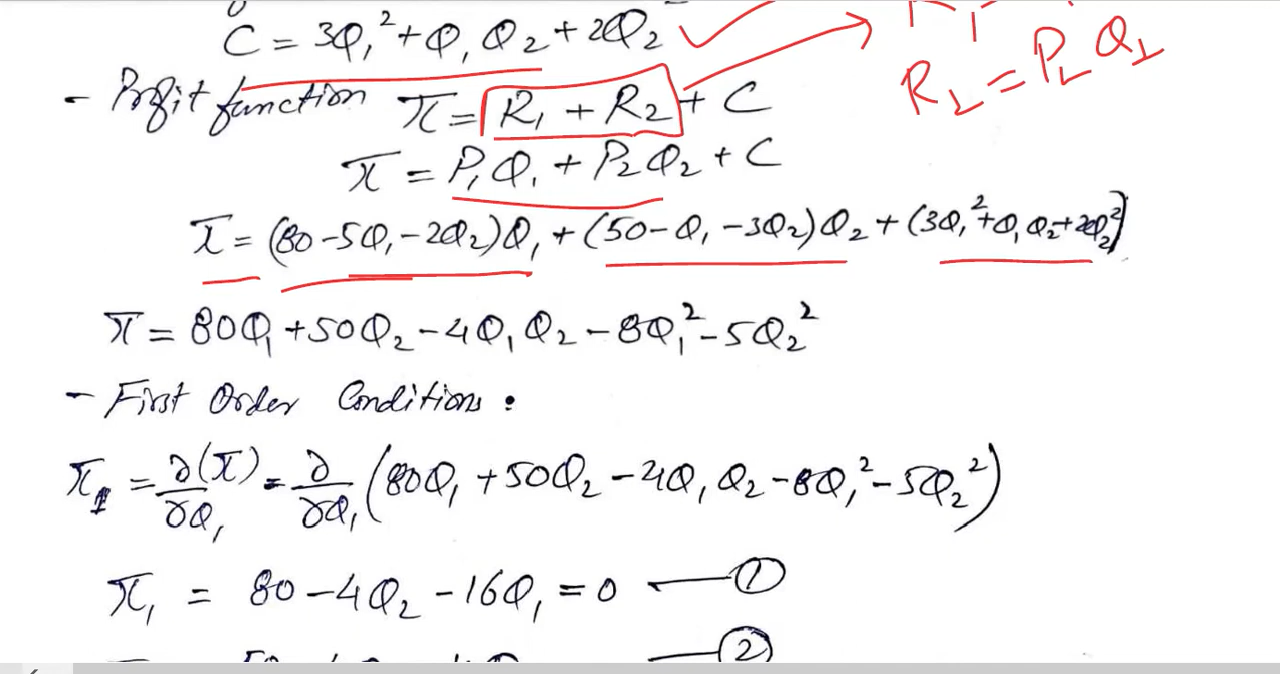 C = 3Q₁² + Q₁Q₂ + 2Q₂
R₂ = P₂Q₂
- Profit function π = R₁ + R₂ + C
π = P₁Q₁ + P₂Q₂ + C
π = (80 - 5Q₁ - 2Q₂)Q₁ + (50 - Q₁ - 3Q₂)Q₂ + (3Q₁² + Q₁Q₂ + 2Q₂²)
π = 80Q₁ + 50Q₂ - 4Q₁Q₂ - 8Q₁² - 5Q₂²
- First Order Conditions :
π₁ = ∂(π)/∂Q₁ = ∂/∂Q₁ (80Q₁ + 50Q₂ - 4Q₁Q₂ - 8Q₁² - 5Q₂²)
π₁ = 80 - 4Q₂ - 16Q₁ = 0 — ①
— ②